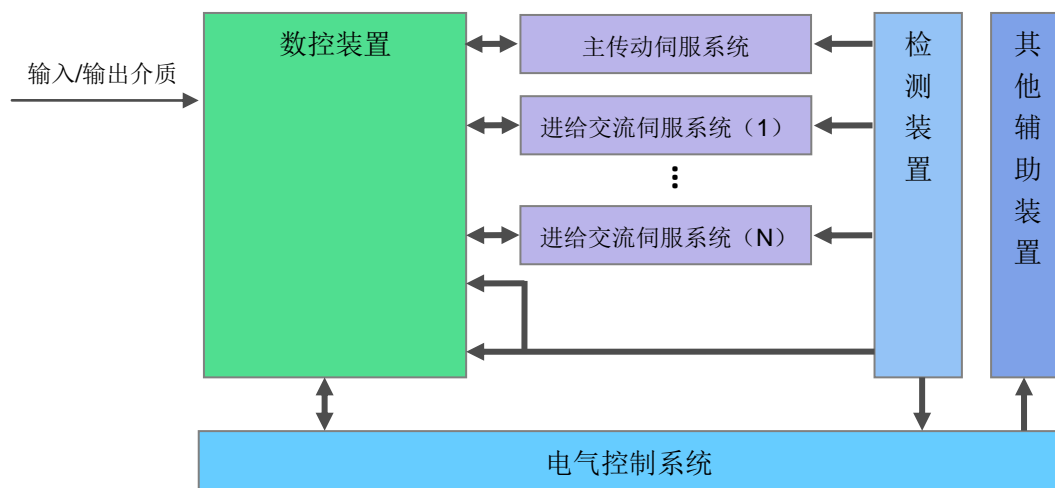 输入/输出介质
数控装置
主传动伺服系统
进给交流伺服系统（1）
进给交流伺服系统（N）
检测装置
其他辅助装置
电气控制系统